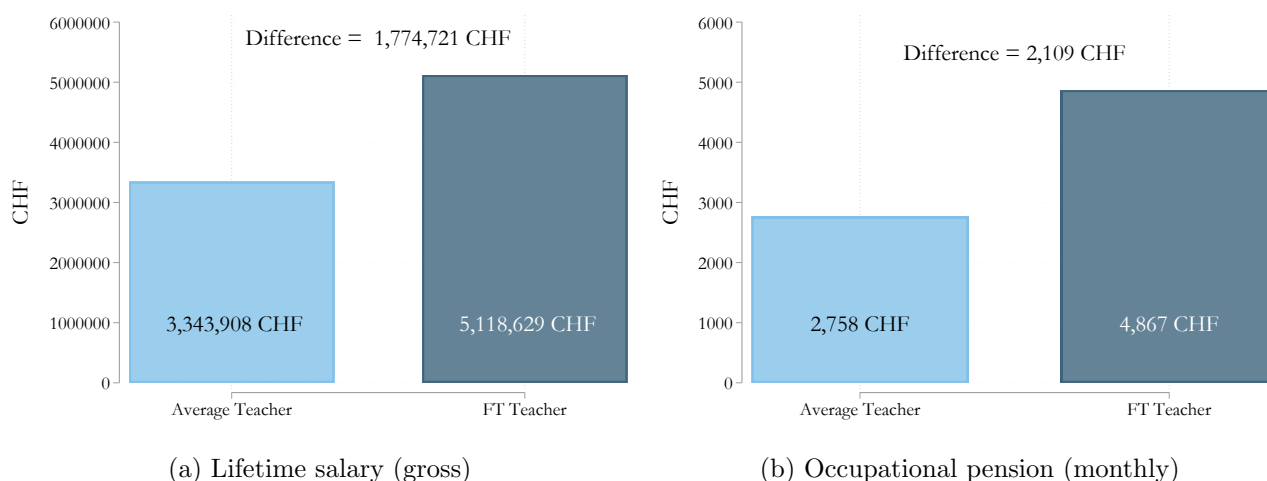 6000000
5000000
4000000
3000000
2000000
1000000
0
CHF
Difference = 1,774,721 CHF
3,343,908 CHF
5,118,629 CHF
Average Teacher
FT Teacher
(a) Lifetime salary (gross)
6000
5000
4000
3000
2000
1000
0
CHF
Difference = 2,109 CHF
2,758 CHF
4,867 CHF
Average Teacher
FT Teacher
(b) Occupational pension (monthly)